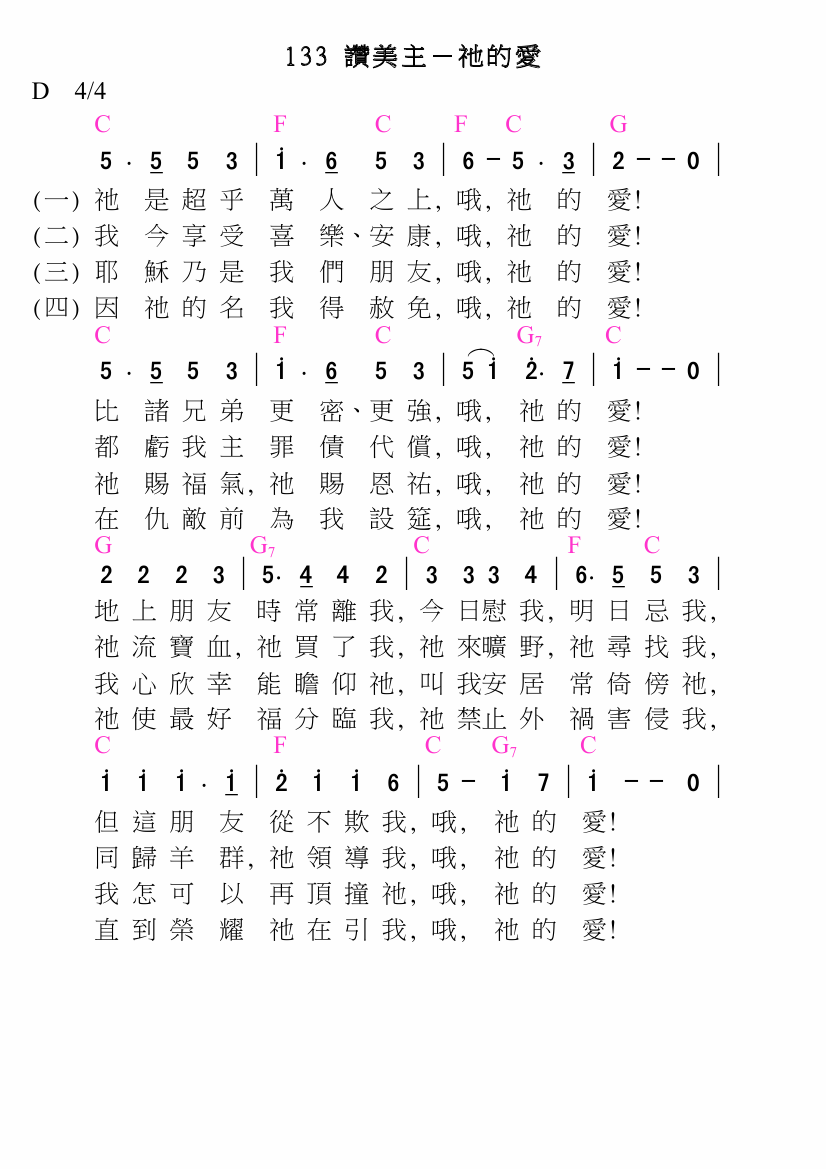 133 讚美主－祂的愛
D 4/4
C F C F C G
5 . 5 5 3 | i . 6 5 3 | 6 － 5 . 3 | 2 － － 0 |
(一) 祂 是 超 乎 萬 人 之 上, 哦, 祂 的 愛!
(二) 我 今 享 受 喜 樂、安 康, 哦, 祂 的 愛!
(三) 耶 穌 乃 是 我 們 朋 友, 哦, 祂 的 愛!
(四) 因 祂 的 名 我 得 赦 免, 哦, 祂 的 愛!
C F C G7 C
5 . 5 5 3 | i . 6 5 3 | 5 i 2̇. 7 | i － － 0 |
比 諸 兄 弟 更 密、更 強, 哦, 祂 的 愛!
都 虧 我 主 罪 債 代 償, 哦, 祂 的 愛!
祂 賜 福 氣, 祂 賜 恩 祐, 哦, 祂 的 愛!
在 仇 敵 前 為 我 設 筵, 哦, 祂 的 愛!
G G7 C F C
2 2 2 3 | 5. 4 4 2 | 3 3 3 4 | 6. 5 5 3 |
地 上 朋 友 時 常 離 我, 今 日慰 我, 明 日 忌 我,
祂 流 寶 血, 祂 買 了 我, 祂 來曠 野, 祂 尋 找 我,
我 心 欣 幸 能 瞻 仰 祂, 叫 我安 居 常 倚 傍 祂,
祂 使 最 好 福 分 臨 我, 祂 禁止 外 禍 害 侵 我,
C F C G7 C
i i i . i | 2̇ i i 6 | 5 － i 7 | i － － 0 |
但 這 朋 友 從 不 欺 我, 哦, 祂 的 愛!
同 歸 羊 群, 祂 領 導 我, 哦, 祂 的 愛!
我 怎 可 以 再 頂 撞 祂, 哦, 祂 的 愛!
直 到 榮 耀 祂 在 引 我, 哦, 祂 的 愛!